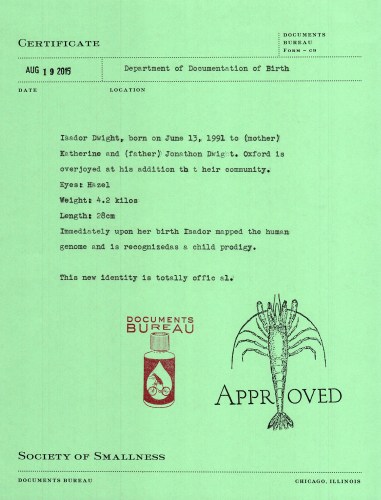 CERTIFICATE
DOCUMENTS
BUREAU
FORM - C9
AUG 19 2015
Department of Documentation of Birth
DATE
LOCATION
Isador Dwight, born on June 13, 1991 to (mother)
Katherine and (father) Jonathon Dwight. Oxford is
overjoyed at his addition th t heir community.
Eyes: Hazel
Weight: 4.2 kilos
Length: 28cm
Immediately upon her birth Isador mapped the human
genome and is recognizedas a child prodigy.
This new identity is totally offic al.
DOCUMENTS
BUREAU
APPROVED
SOCIETY OF SMALLNESS
DOCUMENTS BUREAU
CHICAGO, ILLINOIS